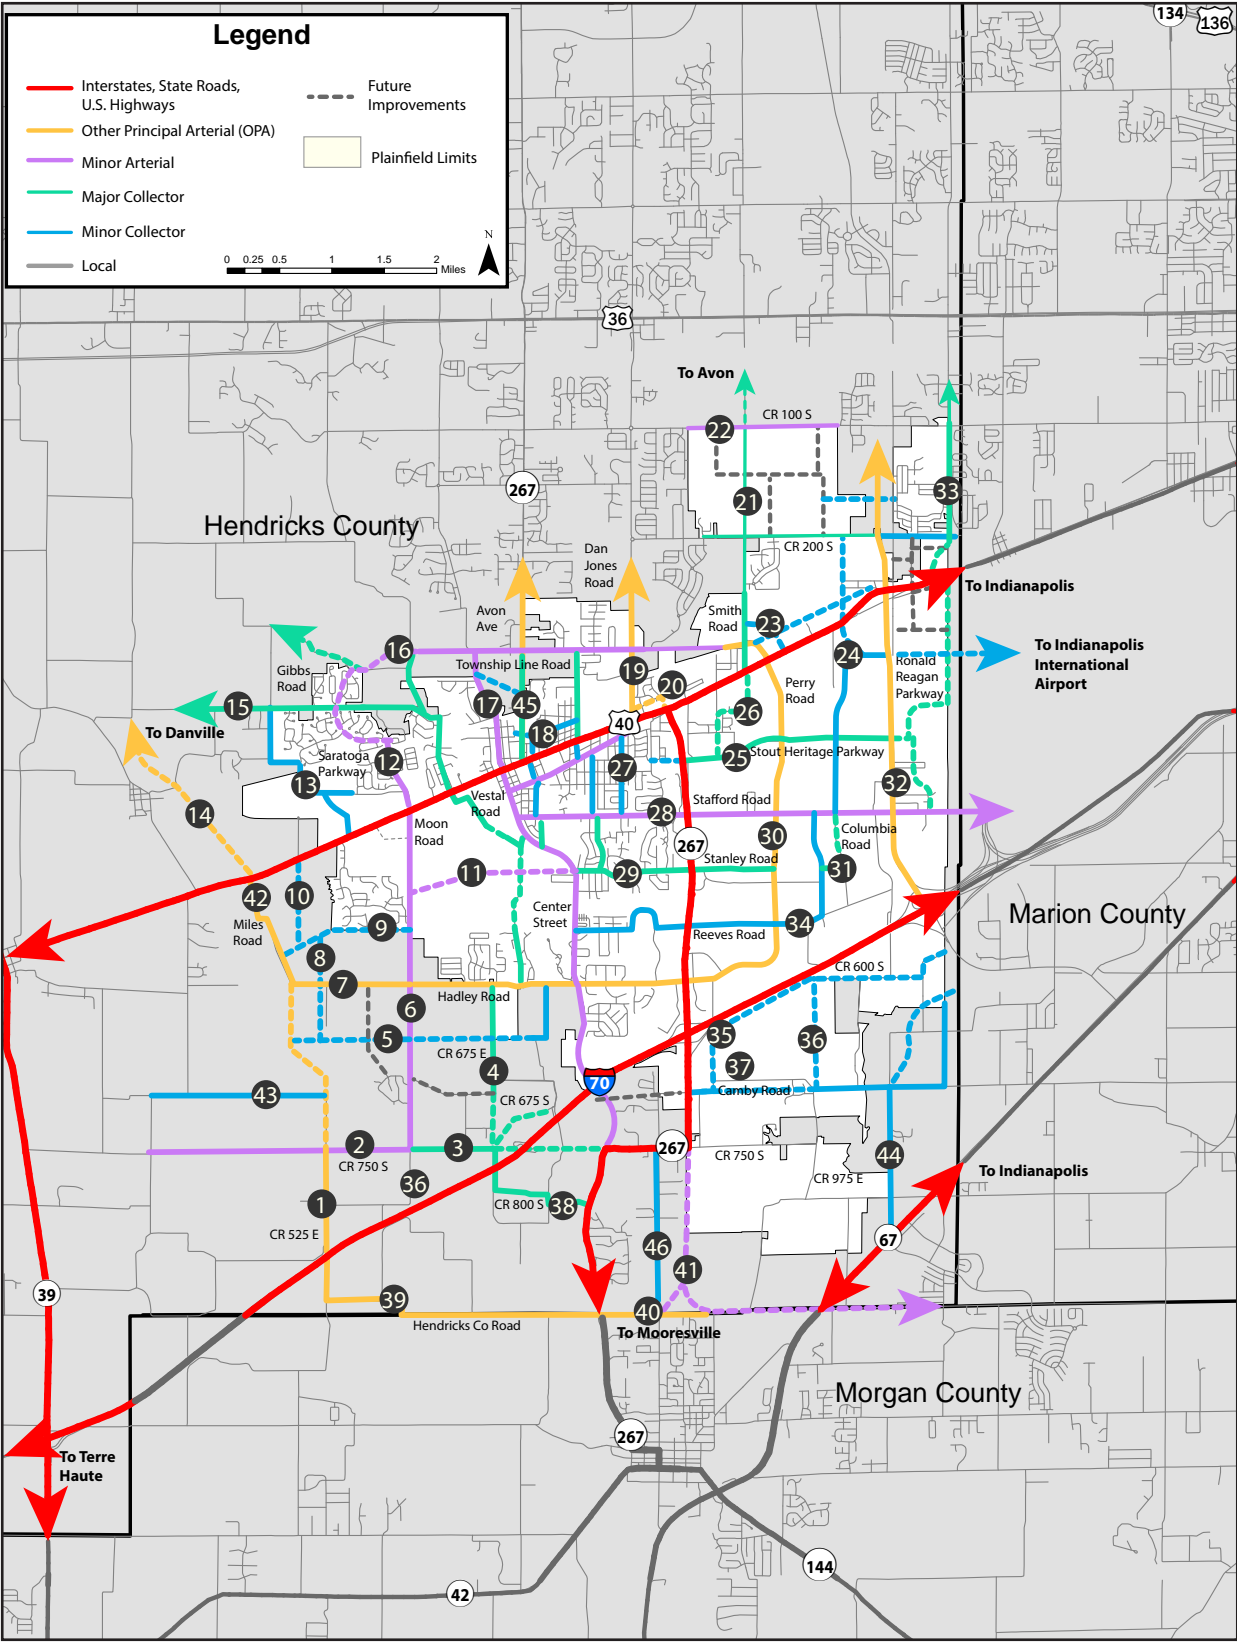 Legend
Interstates, State Roads,
U.S. Highways
Other Principal Arterial (OPA)
Minor Arterial
Major Collector
Minor Collector
Local
Future
Improvements
Plainfield Limits
0 0.25 0.5 1 1.5 2
Miles
N
134
136
36
To Avon
CR 100 S
22
267
33
21
Hendricks County
CR 200 S
Dan
Jones
Road
To Indianapolis
Avon
Ave
Smith
Road
23
16
24
To Indianapolis
International
Airport
Township Line Road
Gibbs
Road
19
20
Ronald
Reagan
Parkway
Perry
Road
15
17
45
26
40
To Danville
18
Stout Heritage Parkway
25
Saratoga
Parkway
12
27
13
32
Vestal
Road
Stafford Road
14
28
Moon
Road
30
Columbia
Road
267
Stanley Road
11
29
31
42
10
Center
Street
Marion County
Miles
Road
9
34
Reeves Road
8
CR 600 S
7
Hadley Road
6
5
35
36
CR 675 E
4
37
70
Camby Road
43
CR 675 S
2
3
267
CR 750 S
44
CR 750 S
To Indianapolis
36
CR 975 E
1
CR 800 S
38
CR 525 E
46
67
41
39
39
40
Hendricks Co Road
To Mooresville
Morgan County
267
To Terre
Haute
144
42